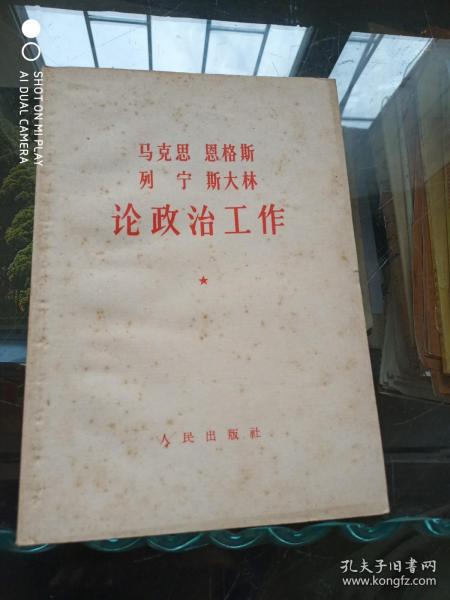 SHOT ON MI PLAY
AI DUAL CAMERA
马克思 恩格斯
列 宁 斯大林
论政治工作
人民出版社
孔夫子旧书网
www.kongfz.com